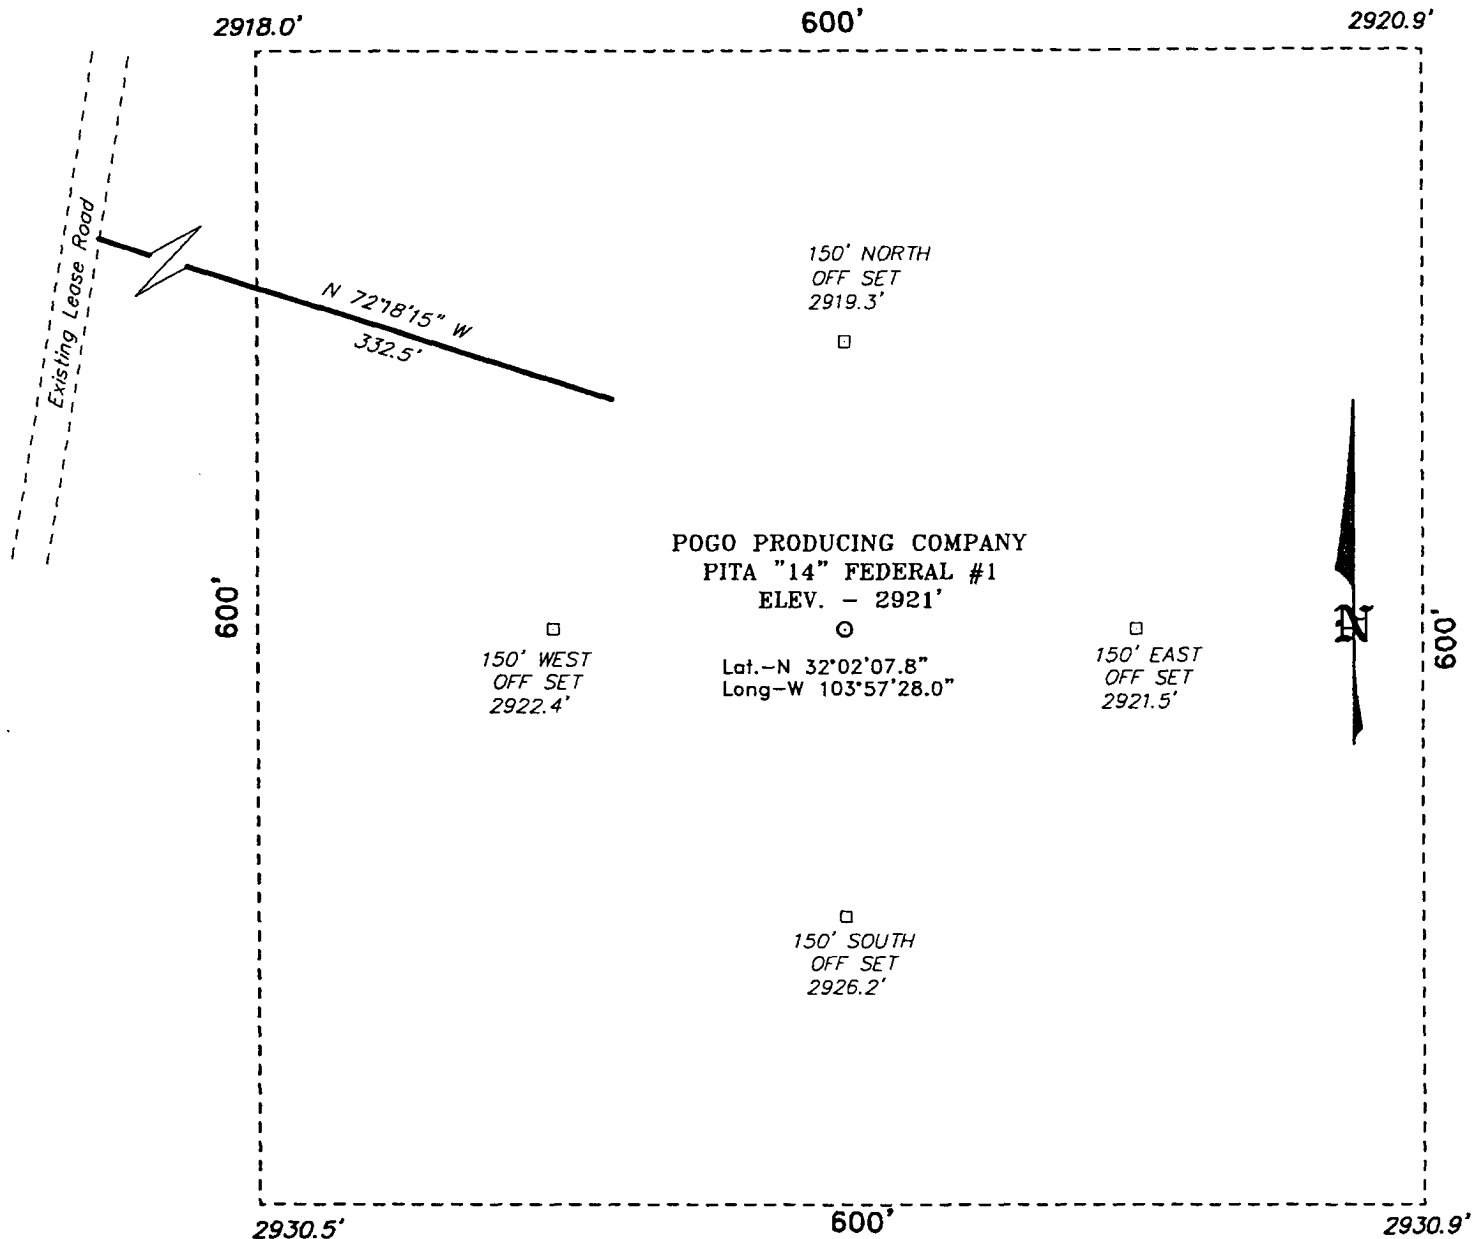 2918.0'
600'
2920.9'
Existing Lease Road
N 72°18'15" W
332.5'
150' NORTH
OFF SET
2919.3'
POGO PRODUCING COMPANY
PITA "14" FEDERAL #1
ELEV. - 2921'
600'
150' WEST
OFF SET
2922.4'
Lat.-N 32°02'07.8"
Long-W 103°57'28.0"
150' EAST
OFF SET
2921.5'
N
600'
150' SOUTH
OFF SET
2926.2'
2930.5'
600'
2930.9'